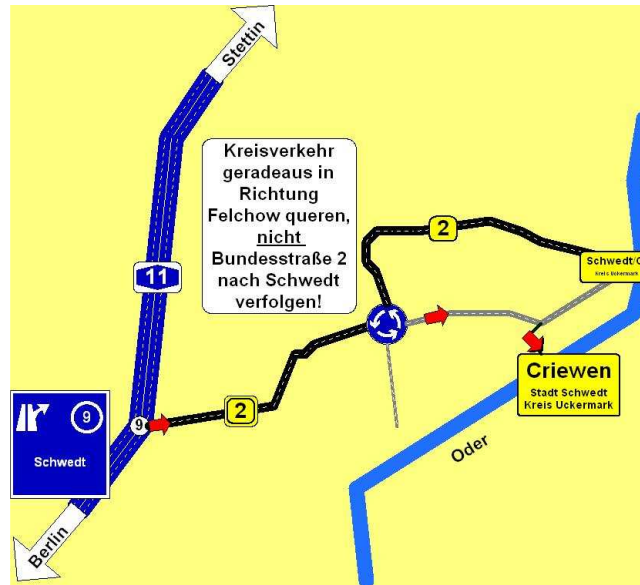 Stettin
Kreisverkehr
geradeaus in
Richtung
Felchow queren,
nicht
Bundesstraße 2
nach Schwedt
verfolgen!
2
11
Schwedt/O
Kreis Uckermark
Criewen
Stadt Schwedt
Kreis Uckermark
9
9
2
Schwedt
Oder
Berlin